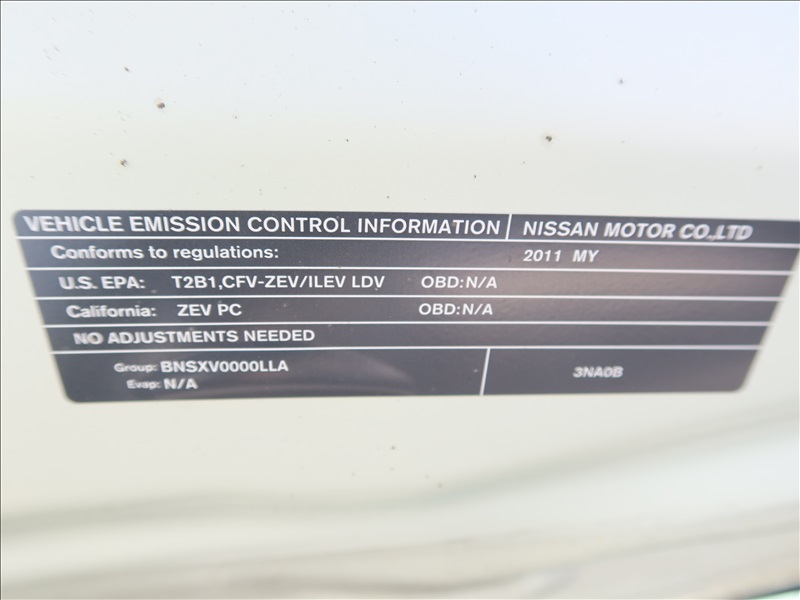 VEHICLE EMISSION CONTROL INFORMATION NISSAN MOTOR CO.,LTD
Conforms to regulations: 2011 MY
U.S. EPA: T2B1,CFV-ZEV/ILEV LDV OBD:N/A
California: ZEV PC OBD:N/A
NO ADJUSTMENTS NEEDED
Group: BNSXV0000LLA
Evap: N/A
3NA0B